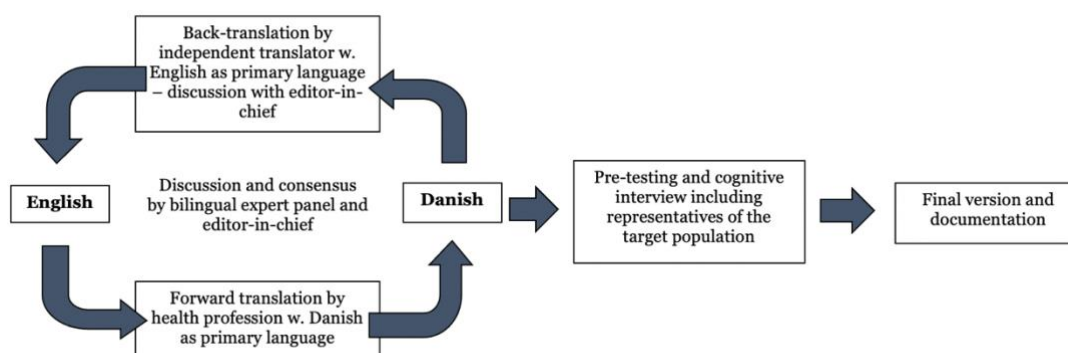 Back-translation by
independent translator w.
English as primary language
– discussion with editor-in-
chief
English
Discussion and consensus
by bilingual expert panel and
editor-in-chief
Danish
Pre-testing and cognitive
interview including
representatives of the
target population
Final version and
documentation
Forward translation by
health profession w. Danish
as primary language